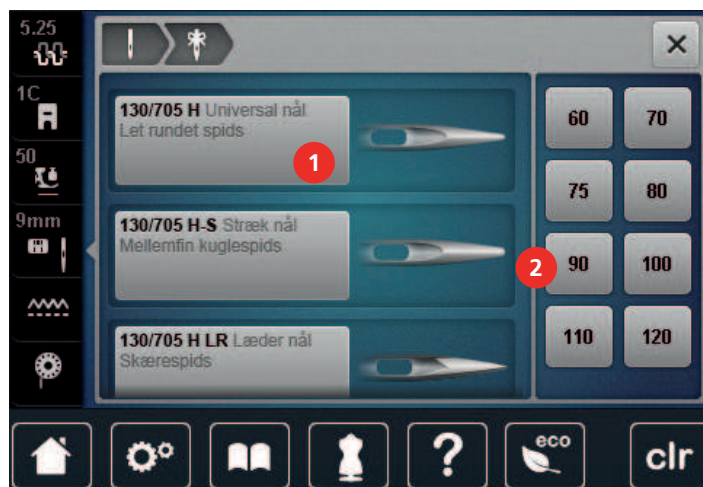 5.25
1C
50
9mm
130/705 H Universal nål
Let rundet spids
1
130/705 H-S Stræk nål
Mellemfin kuglespids
130/705 H LR Læder nål
Skærespids
60 70
75 80
2
90 100
110 120
?
eco
clr